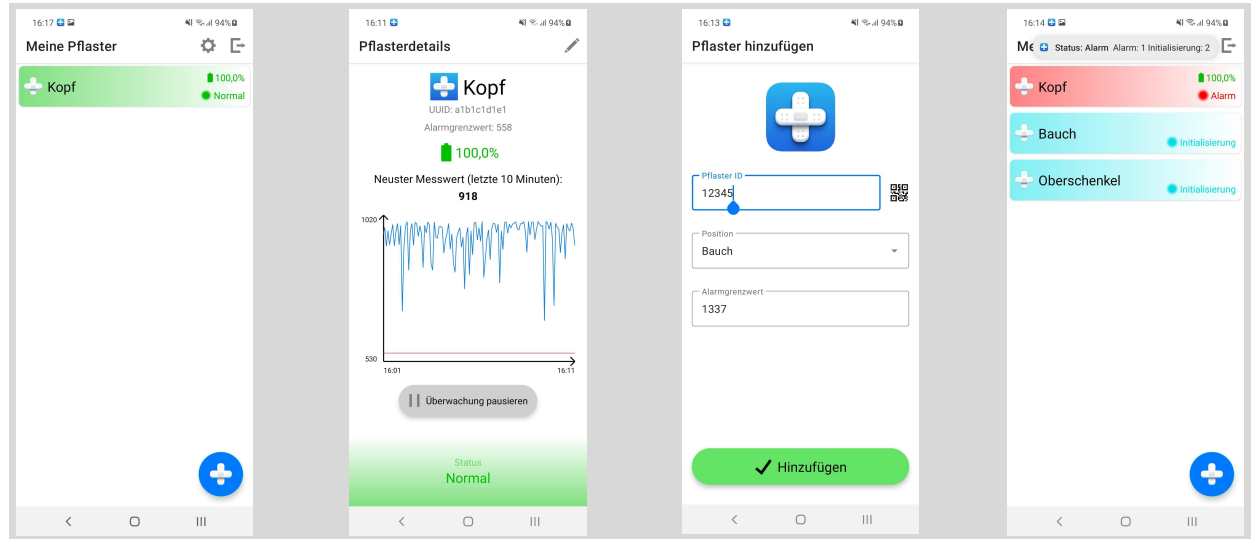 16:17
94%
Meine Pflaster
Kopf
100,0%
Normal
16:11
94%
Pflasterdetails
Kopf
UUID: a1b1c1d1e1
Alarmgrenzwert: 558
100,0%
Neuster Messwert (letzte 10 Minuten):
918
1020
530
16:01
16:11
Überwachung pausieren
Status
Normal
16:13
94%
Pflaster hinzufügen
Pflaster ID
12345
Position
Bauch
Alarmgrenzwert
1337
Hinzufügen
16:14
94%
Me
Status: Alarm Alarm: 1 Initialisierung: 2
Kopf
100,0%
Alarm
Bauch
Initialisierung
Oberschenkel
Initialisierung